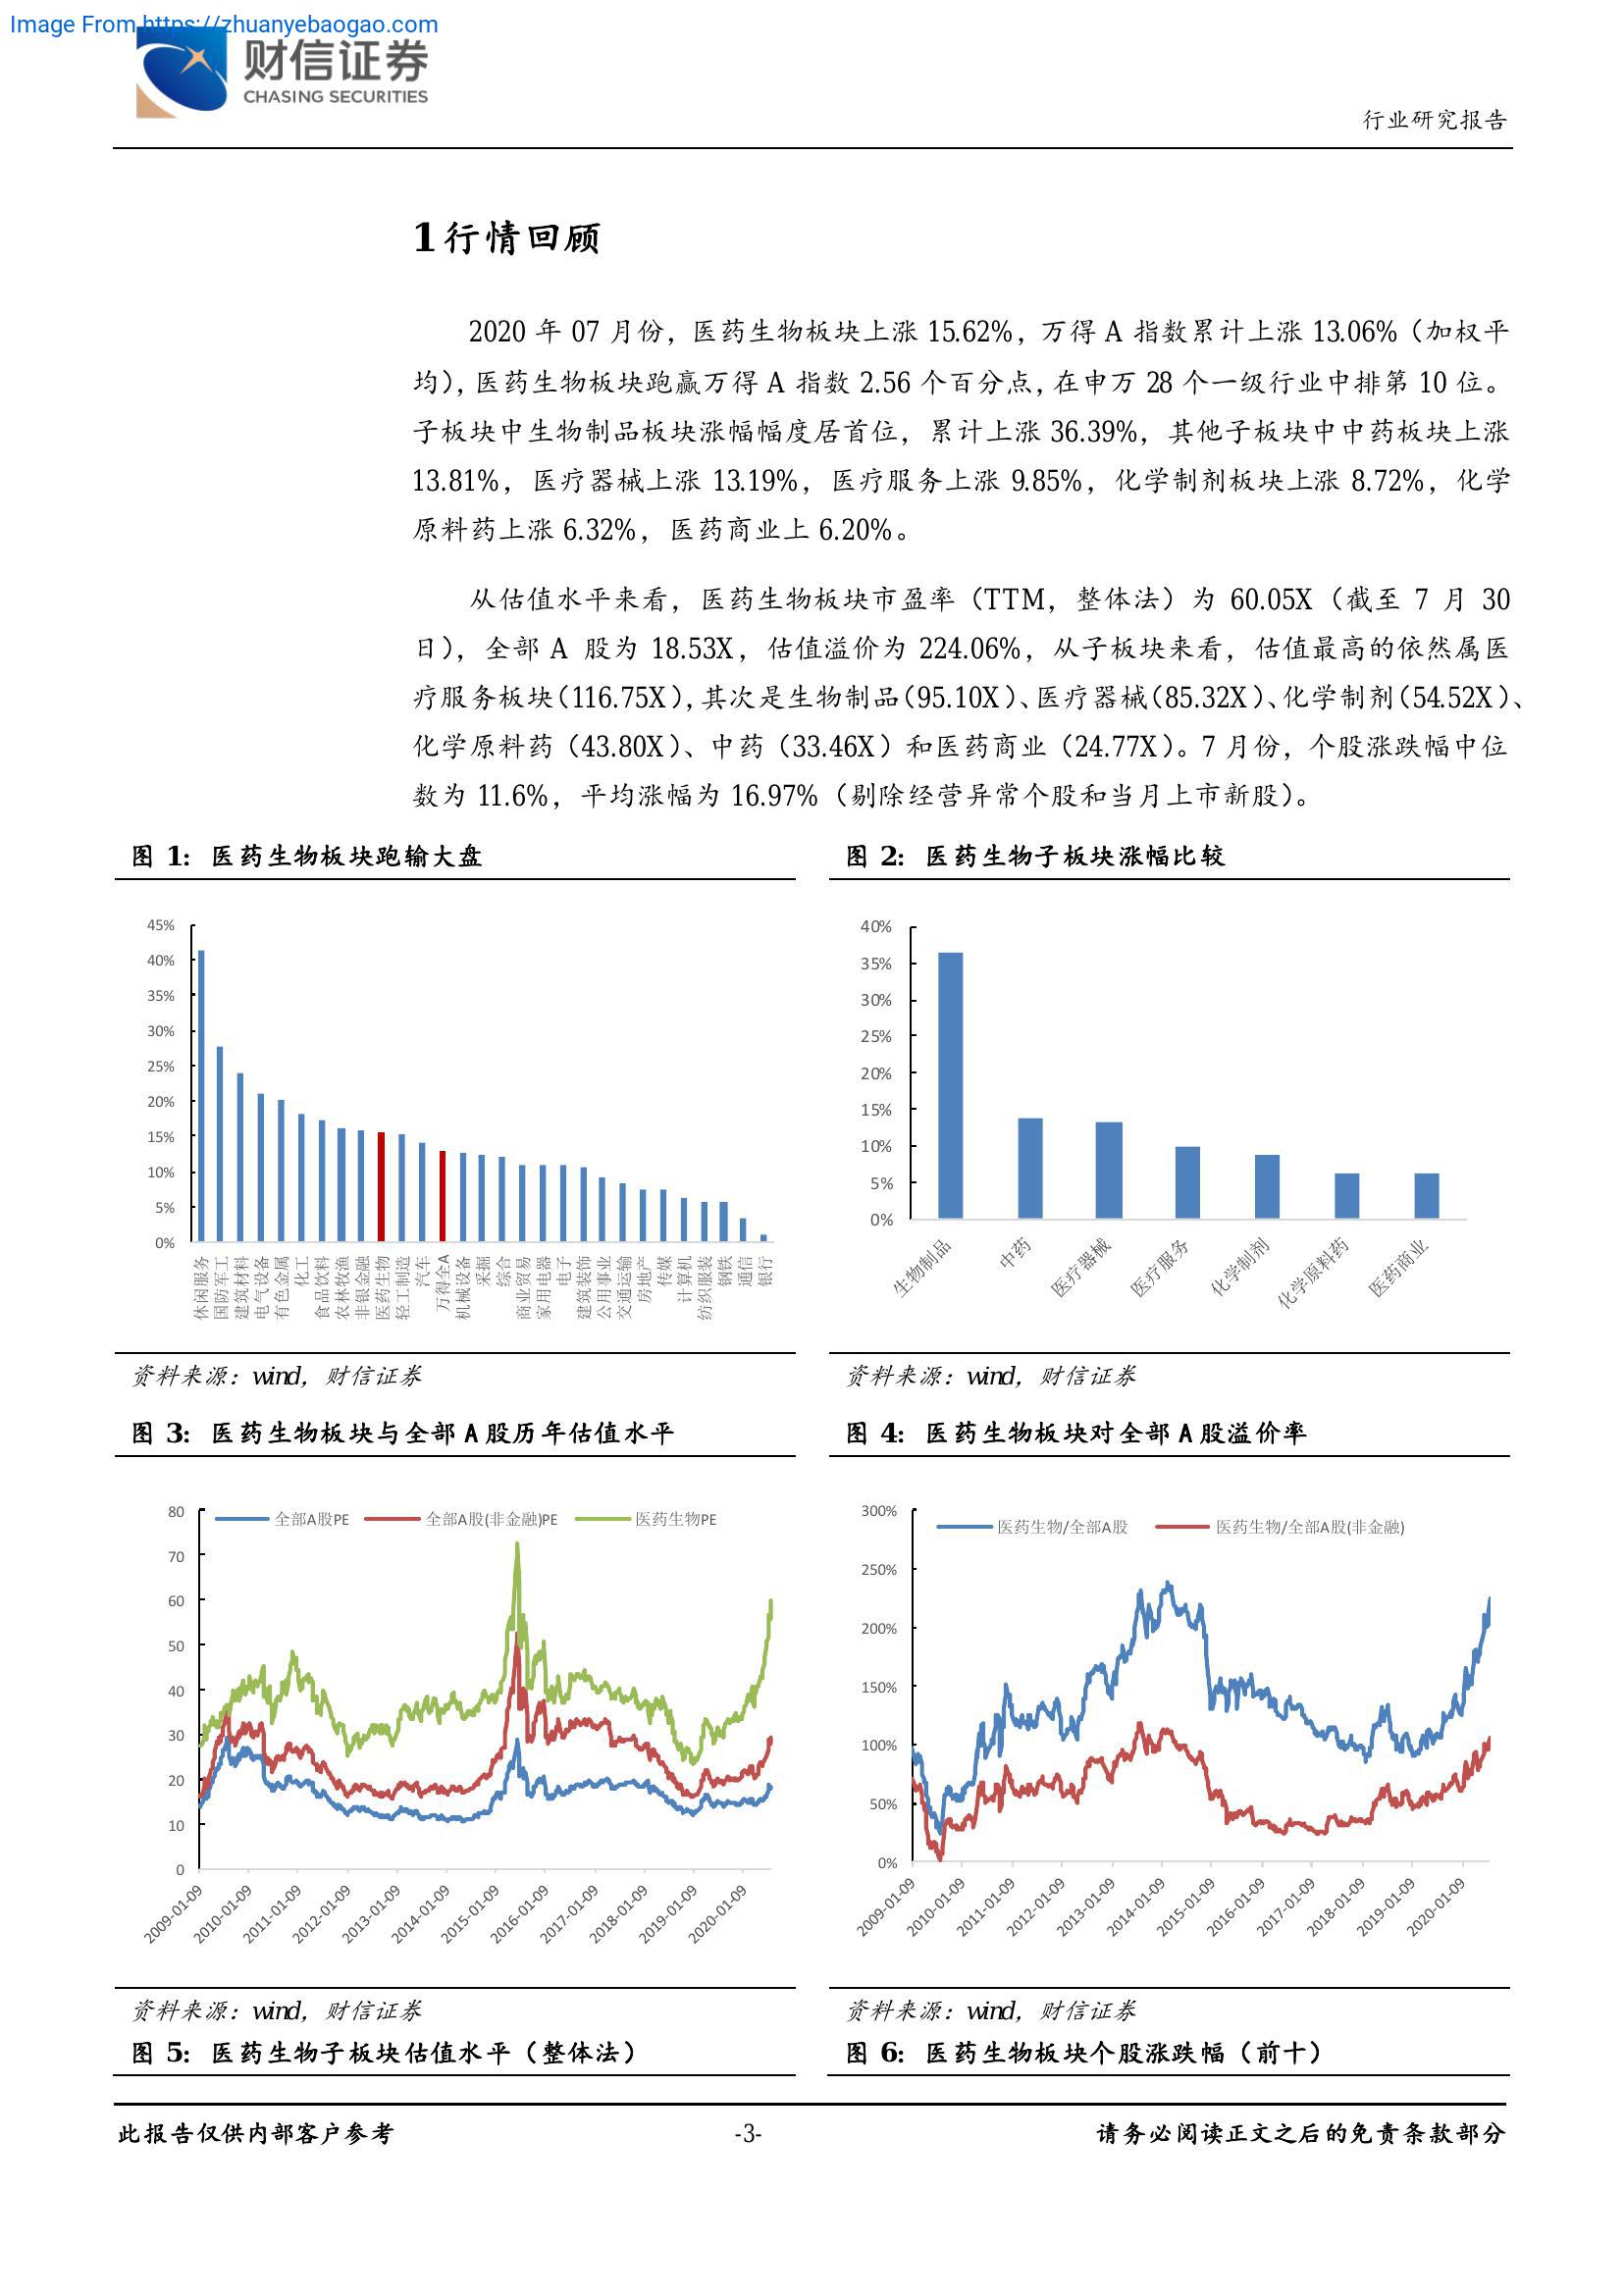 Image From https://zhuanyebaogao.com
财信证券
CHASING SECURITIES
行业研究报告
1行情回顾
2020 年 07 月份，医药生物板块上涨 15.62%，万得 A 指数累计上涨 13.06%（加权平
均），医药生物板块跑赢万得 A 指数 2.56 个百分点，在申万 28 个一级行业中排第 10 位。
子板块中生物制品板块涨幅幅度居首位，累计上涨 36.39%，其他子板块中中药板块上涨
13.81%，医疗器械上涨 13.19%，医疗服务上涨 9.85%，化学制剂板块上涨 8.72%，化学
原料药上涨 6.32%，医药商业上 6.20%。
从估值水平来看，医药生物板块市盈率（TTM，整体法）为 60.05X（截至 7 月 30
日），全部 A 股为 18.53X，估值溢价为 224.06%，从子板块来看，估值最高的依然属医
疗服务板块（116.75X），其次是生物制品（95.10X）、医疗器械（85.32X）、化学制剂（54.52X）、
化学原料药（43.80X）、中药（33.46X）和医药商业（24.77X）。7 月份，个股涨跌幅中位
数为 11.6%，平均涨幅为 16.97%（剔除经营异常个股和当月上市新股）。
图 1：医药生物板块跑输大盘
45%
40%
35%
30%
25%
20%
15%
10%
5%
0%
休闲服务
国防军工
建筑材料
电气设备
有色金属
化工
食品饮料
农林牧渔
非银金融
医药生物
轻工制造
汽车
万得全A
机械设备
采掘
综合
商业贸易
家用电器
电子
建筑装饰
公用事业
交通运输
房地产
传媒
计算机
纺织服装
钢铁
通信
银行
资料来源：wind，财信证券
图 2：医药生物子板块涨幅比较
40%
35%
30%
25%
20%
15%
10%
5%
0%
生物制品
中药
医疗器械
医疗服务
化学制剂
化学原料药
医药商业
资料来源：wind，财信证券
图 3：医药生物板块与全部 A 股历年估值水平
全部A股PE 全部A股(非金融)PE 医药生物PE
80
70
60
50
40
30
20
10
0
2009-01-09
2010-01-09
2011-01-09
2012-01-09
2013-01-09
2014-01-09
2015-01-09
2016-01-09
2017-01-09
2018-01-09
2019-01-09
2020-01-09
资料来源：wind，财信证券
图 4：医药生物板块对全部 A 股溢价率
医药生物/全部A股 医药生物/全部A股(非金融)
300%
250%
200%
150%
100%
50%
0%
2009-01-09
2010-01-09
2011-01-09
2012-01-09
2013-01-09
2014-01-09
2015-01-09
2016-01-09
2017-01-09
2018-01-09
2019-01-09
2020-01-09
资料来源：wind，财信证券
图 5：医药生物子板块估值水平（整体法）
图 6：医药生物板块个股涨跌幅（前十）
此报告仅供内部客户参考
-3-
请务必阅读正文之后的免责条款部分